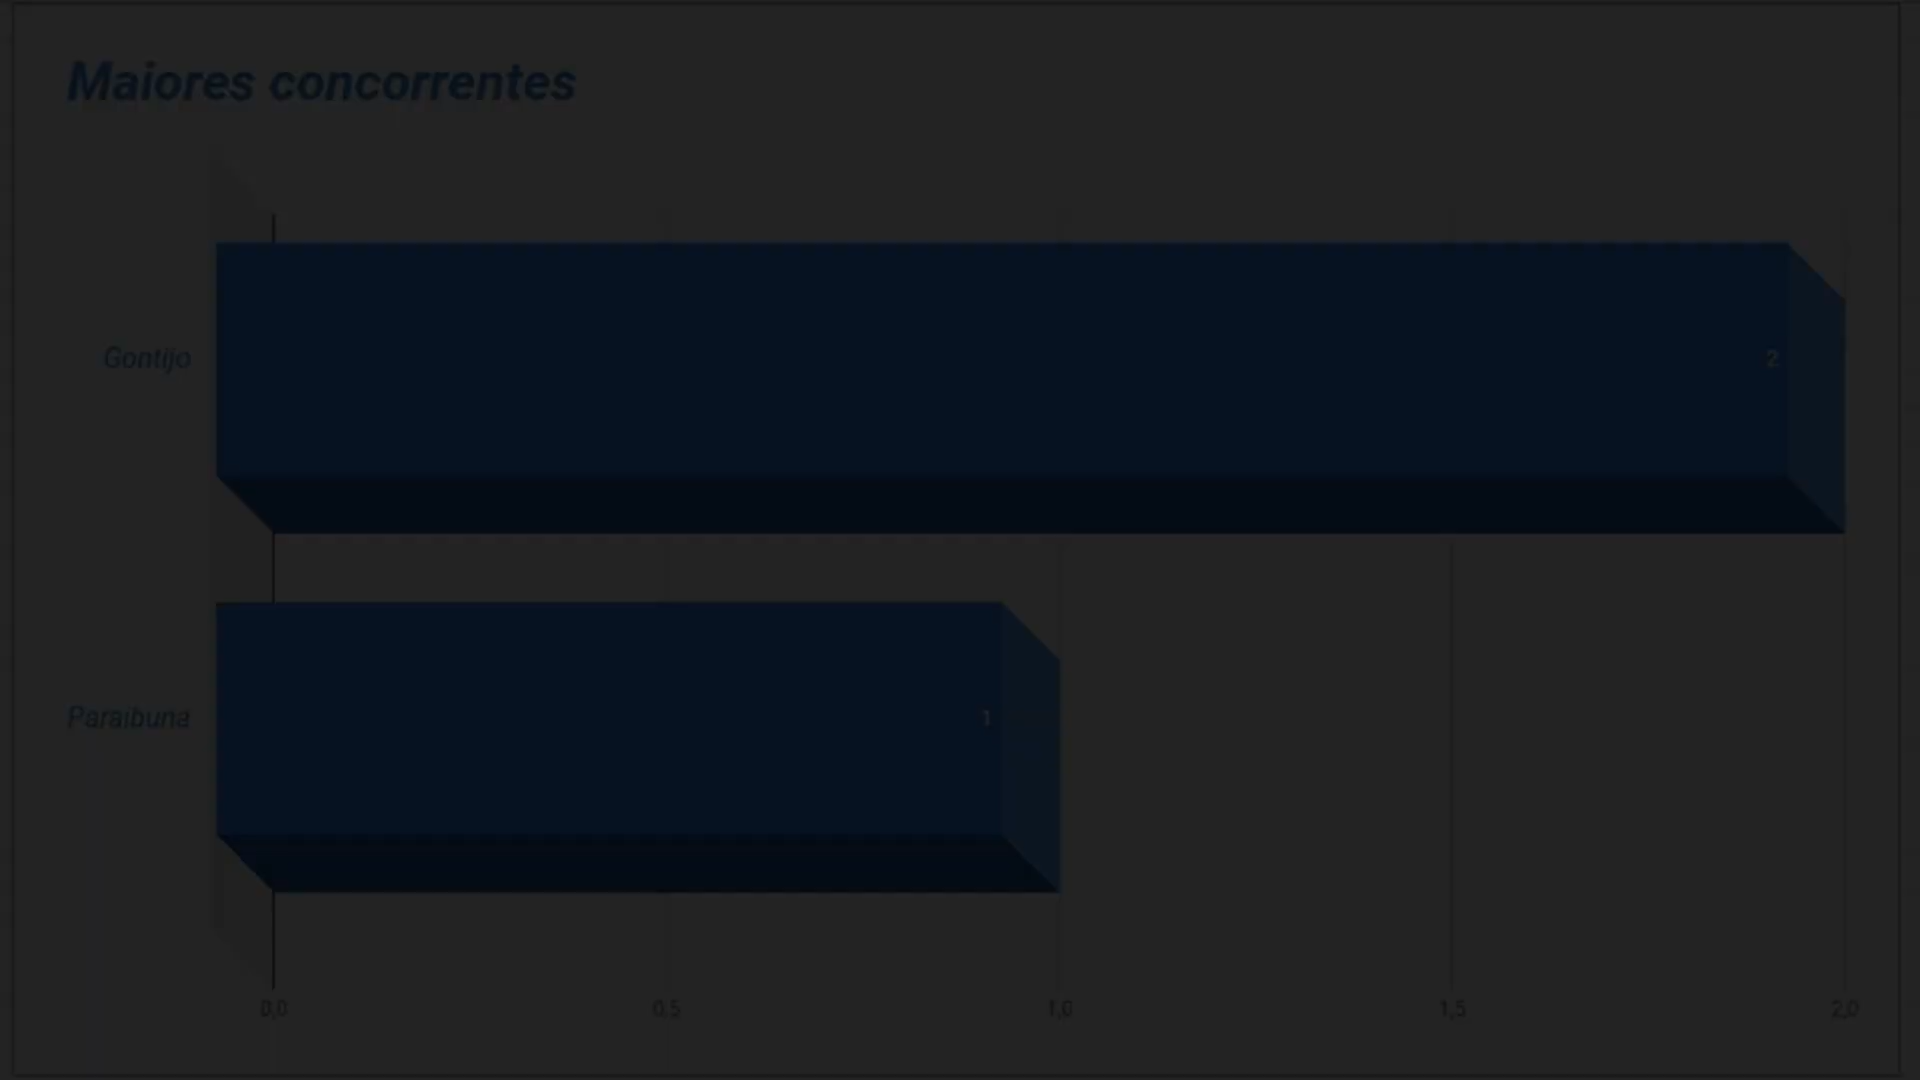 Maiores concorrentes
Gontijo
2
Paraibuna
1
0,0
0,5
1,0
1,5
2,0